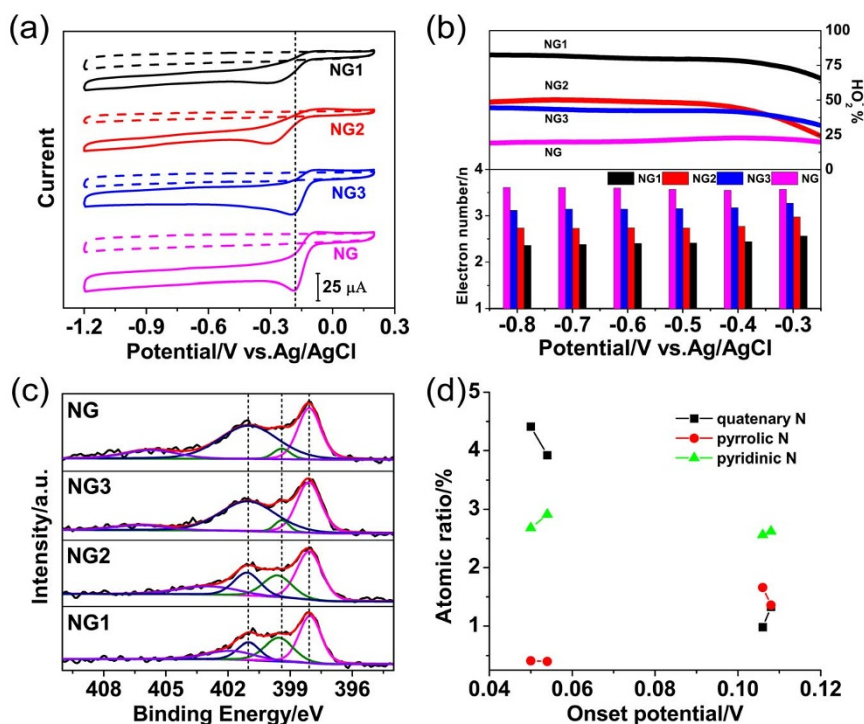 (a)
NG1
NG2
NG3
NG
25 μA
Current
-1.2 -0.9 -0.6 -0.3 0.0 0.3
Potential/V vs.Ag/AgCl
(b)
NG1
NG2
NG3
NG
100
75
50
25
0
HO₂⁻%
NG1 NG2 NG3 NG
4
3
2
1
Electron number/n
-0.8 -0.7 -0.6 -0.5 -0.4 -0.3
Potential/V vs.Ag/AgCl
(c)
NG
NG3
NG2
NG1
Intensity/a.u.
408 405 402 399 396
Binding Energy/eV
(d)
quatenary N
pyrrolic N
pyridinic N
5
4
3
2
1
Atomic ratio/%
0.04 0.06 0.08 0.10 0.12
Onset potential/V